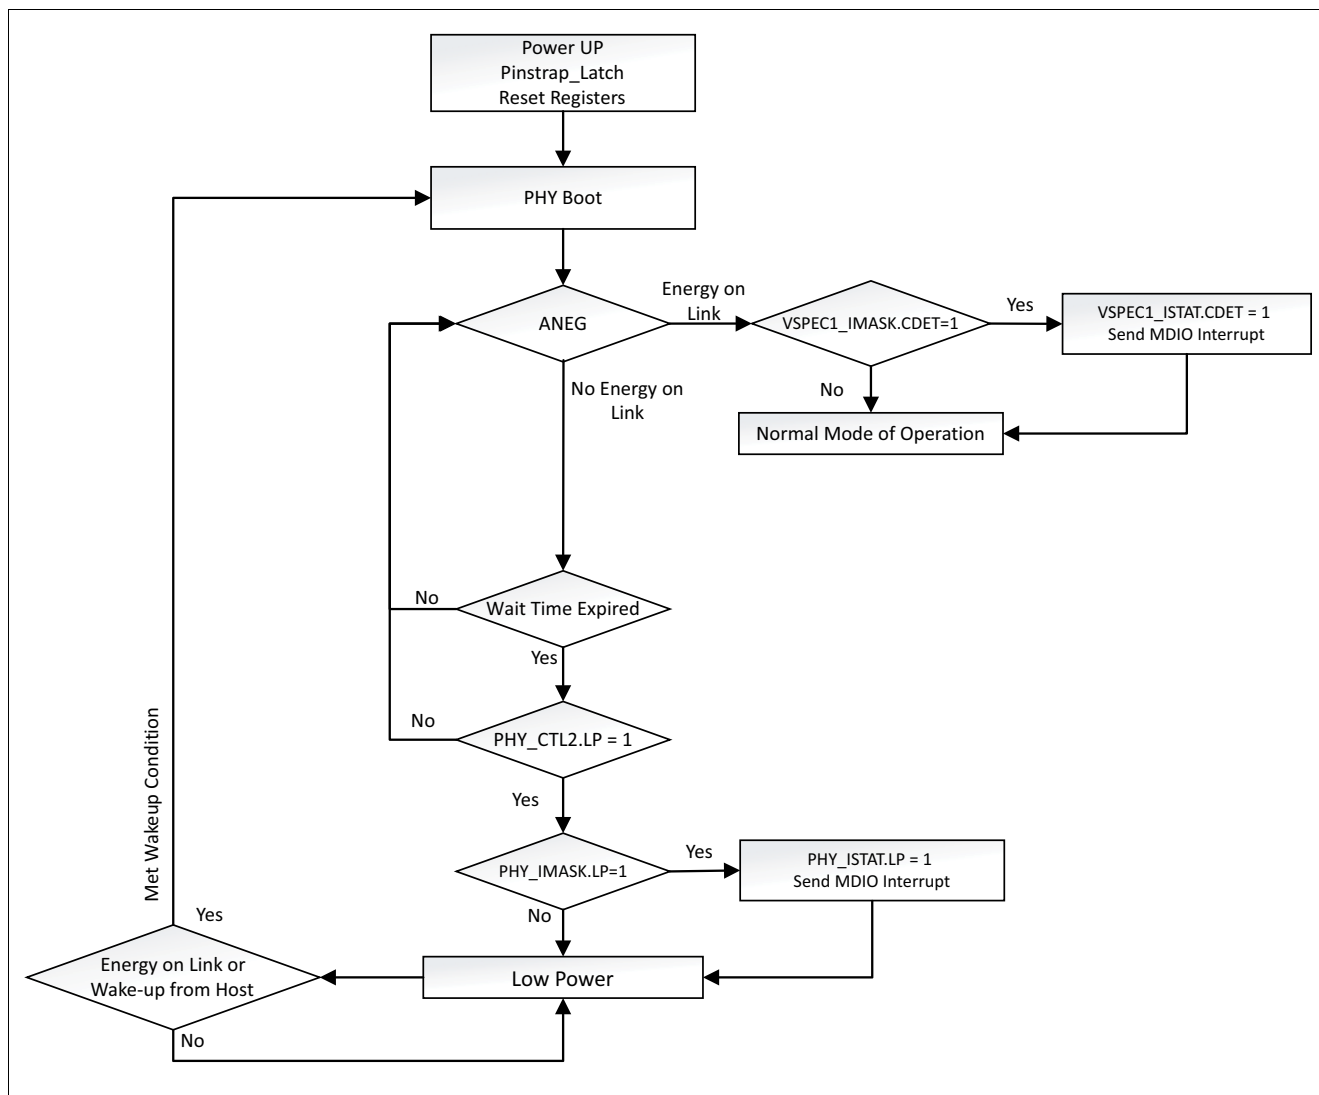 Power UP
Pinstrap_Latch
Reset Registers
PHY Boot
ANEG
Energy on
Link
VSPEC1_IMASK.CDET=1
Yes
VSPEC1_ISTAT.CDET = 1
Send MDIO Interrupt
No
Normal Mode of Operation
No Energy on
Link
Wait Time Expired
No
Yes
PHY_CTL2.LP = 1
No
Yes
PHY_IMASK.LP=1
Yes
PHY_ISTAT.LP = 1
Send MDIO Interrupt
No
Low Power
Energy on Link or
Wake-up from Host
Yes
Met Wakeup Condition
No